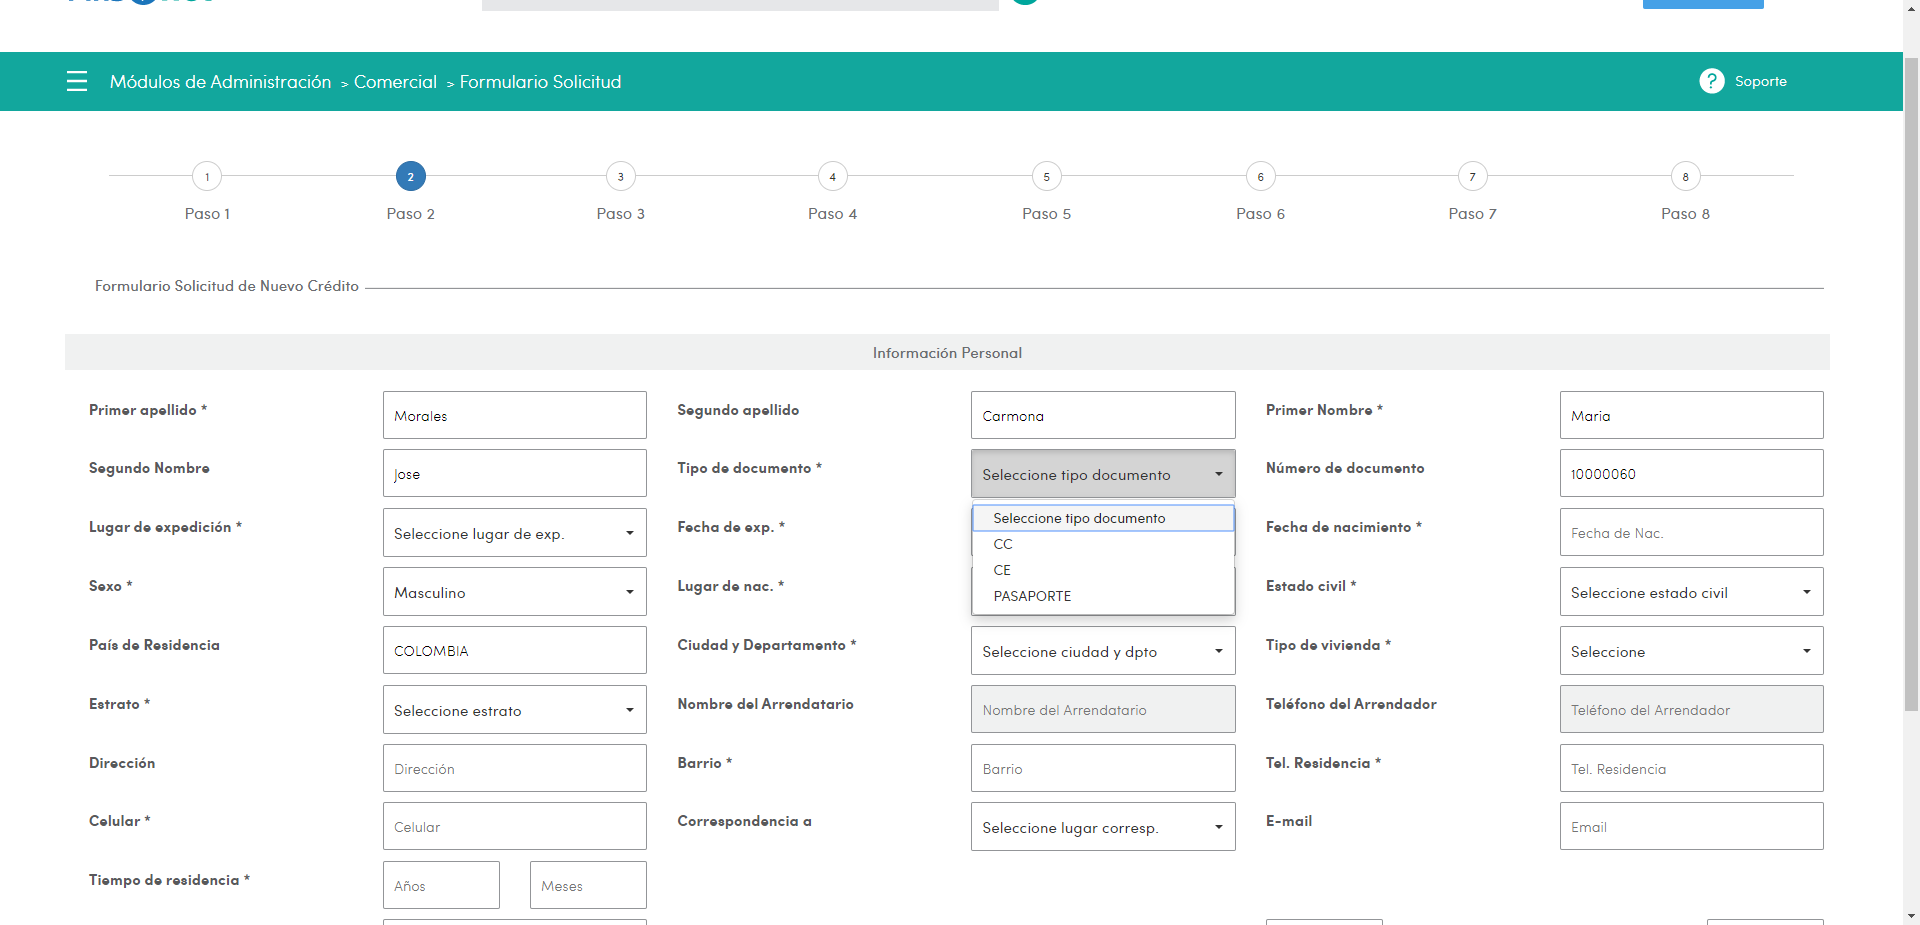 Módulos de Administración > Comercial > Formulario Solicitud
? Soporte
1 2 3 4 5 6 7 8
Paso 1 Paso 2 Paso 3 Paso 4 Paso 5 Paso 6 Paso 7 Paso 8
Formulario Solicitud de Nuevo Crédito
Información Personal
Primer apellido * Morales Segundo apellido Carmona Primer Nombre * Maria
Segundo Nombre Jose Tipo de documento * Seleccione tipo documento Número de documento 10000060
Seleccione tipo documento
CC
CE
PASAPORTE
Lugar de expedición * Seleccione lugar de exp. Fecha de exp. * Fecha de nacimiento * Fecha de Nac.
Sexo * Masculino Lugar de nac. * Estado civil * Seleccione estado civil
País de Residencia COLOMBIA Ciudad y Departamento * Seleccione ciudad y dpto Tipo de vivienda * Seleccione
Estrato * Seleccione estrato Nombre del Arrendatario Nombre del Arrendatario Teléfono del Arrendador Teléfono del Arrendador
Dirección Dirección Barrio * Barrio Tel. Residencia * Tel. Residencia
Celular * Celular Correspondencia a Seleccione lugar corresp. E-mail Email
Tiempo de residencia * Años Meses